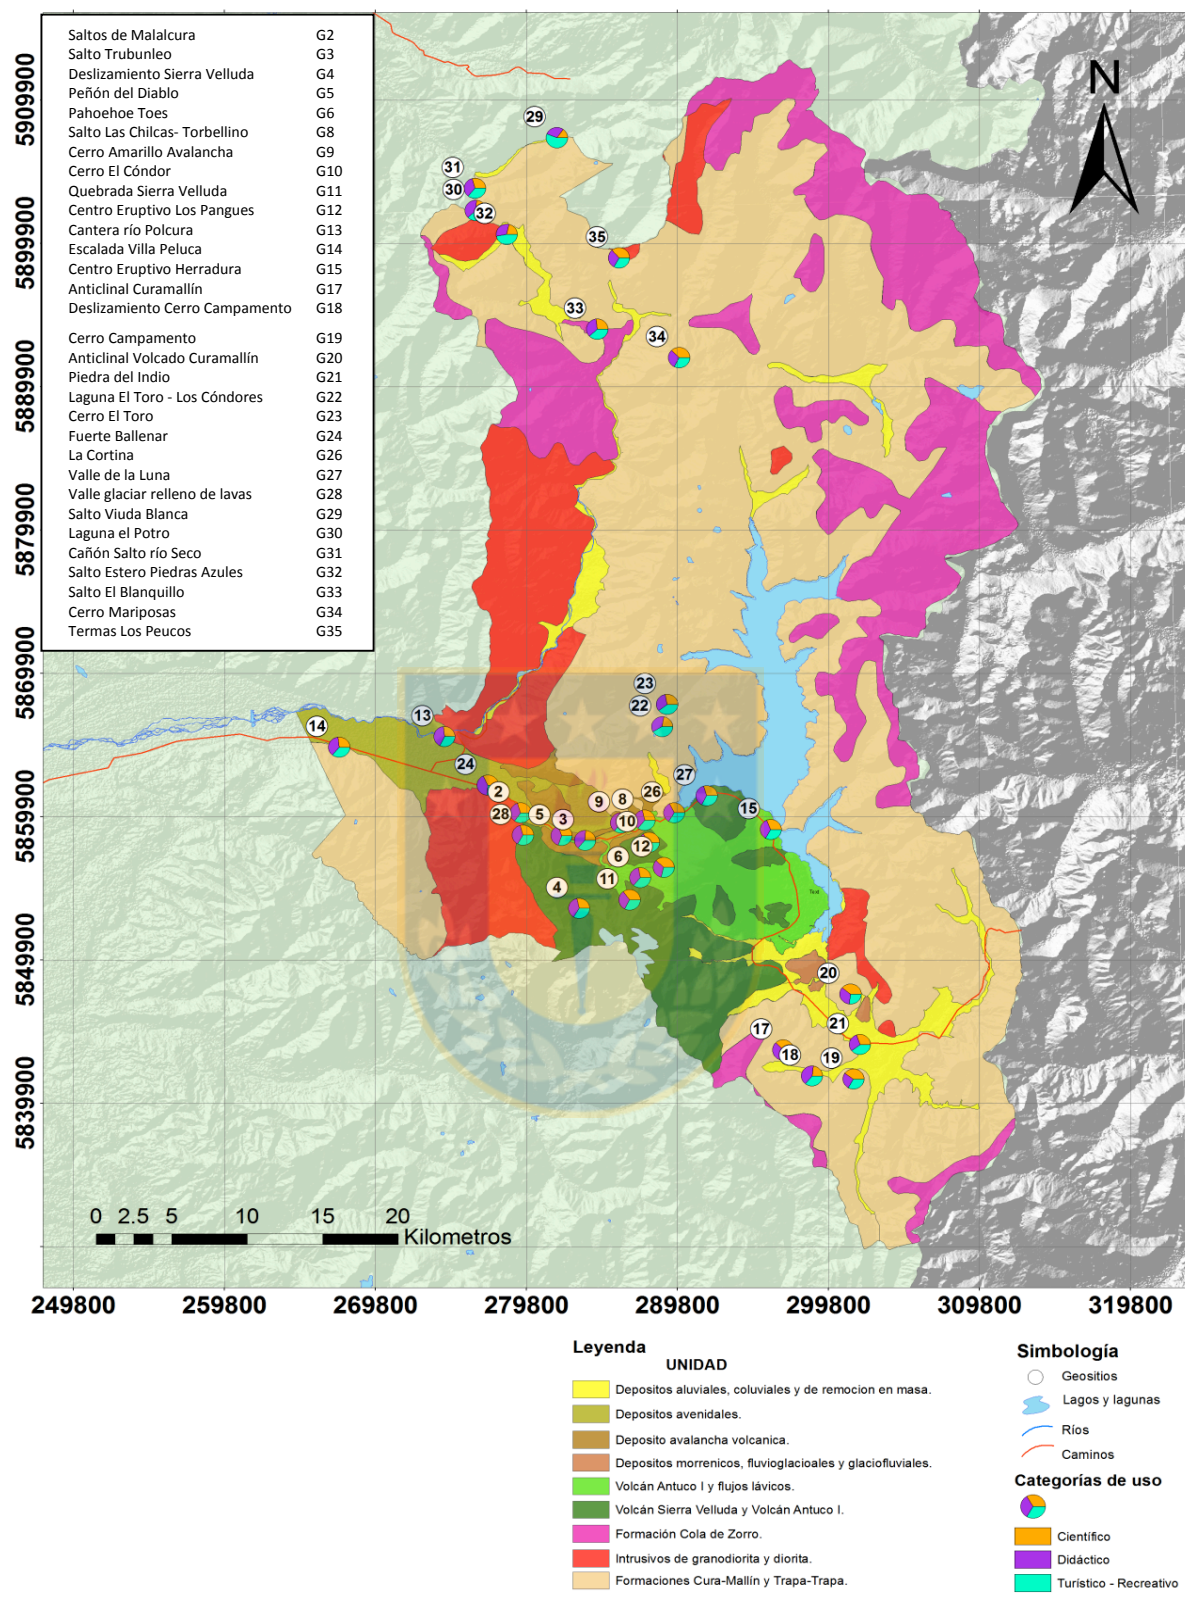 Saltos de Malalcura G2
Salto Trubunleo G3
Deslizamiento Sierra Velluda G4
Peñón del Diablo G5
Pahoehoe Toes G6
Salto Las Chilcas- Torbellino G8
Cerro Amarillo Avalancha G9
Cerro El Cóndor G10
Quebrada Sierra Velluda G11
Centro Eruptivo Los Pangues G12
Cantera río Polcura G13
Escalada Villa Peluca G14
Centro Eruptivo Herradura G15
Anticlinal Curamallín G17
Deslizamiento Cerro Campamento G18
Cerro Campamento G19
Anticlinal Volcado Curamallín G20
Piedra del Indio G21
Laguna El Toro - Los Cóndores G22
Cerro El Toro G23
Fuerte Ballenar G24
La Cortina G26
Valle de la Luna G27
Valle glaciar relleno de lavas G28
Salto Viuda Blanca G29
Laguna el Potro G30
Cañón Salto río Seco G31
Salto Estero Piedras Azules G32
Salto El Blanquillo G33
Cerro Mariposas G34
Termas Los Peucos G35
N
5909900
5899900
5889900
5879900
5869900
5859900
5849900
5839900
29
31
30
32
35
33
34
23
22
13
14
24
27
2
9
8
26
15
28
5
3
10
12
6
11
4
20
21
17
18
19
Text
0 2.5 5 10 15 20
Kilometros
249800 259800 269800 279800 289800 299800 309800 319800
Leyenda
UNIDAD
Depositos aluviales, coluviales y de remocion en masa.
Depositos avenidales.
Deposito avalancha volcanica.
Depositos morrenicos, fluvioglacioales y glaciofluviales.
Volcán Antuco I y flujos lávicos.
Volcán Sierra Velluda y Volcán Antuco I.
Formación Cola de Zorro.
Intrusivos de granodiorita y diorita.
Formaciones Cura-Mallín y Trapa-Trapa.
Simbología
Geositios
Lagos y lagunas
Ríos
Caminos
Categorías de uso
Científico
Didáctico
Turístico - Recreativo